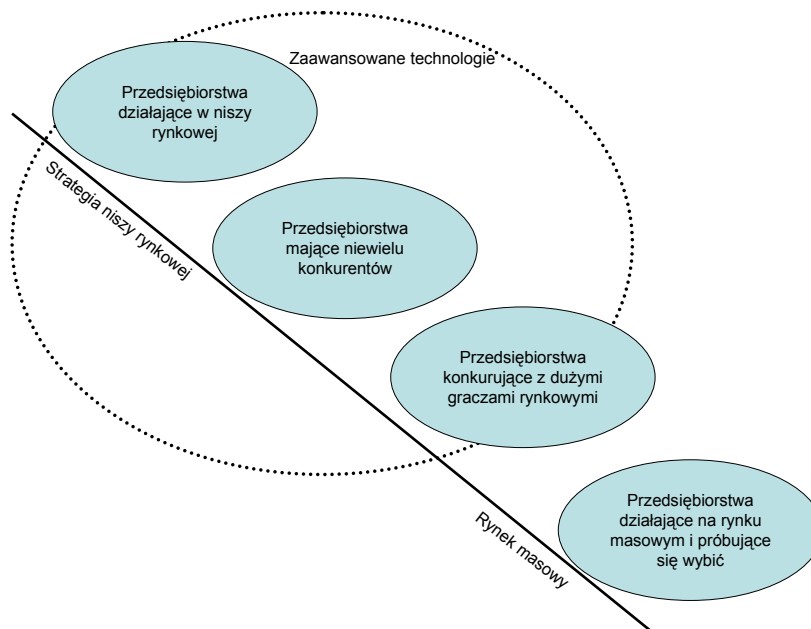 Zaawansowane technologie
Przedsiębiorstwa
działające w niszy
rynkowej
Strategia niszy rynkowej
Przedsiębiorstwa
mające niewielu
konkurentów
Przedsiębiorstwa
konkurujące z dużymi
graczami rynkowymi
Rynek masowy
Przedsiębiorstwa
działające na rynku
masowym i próbujące
się wybić